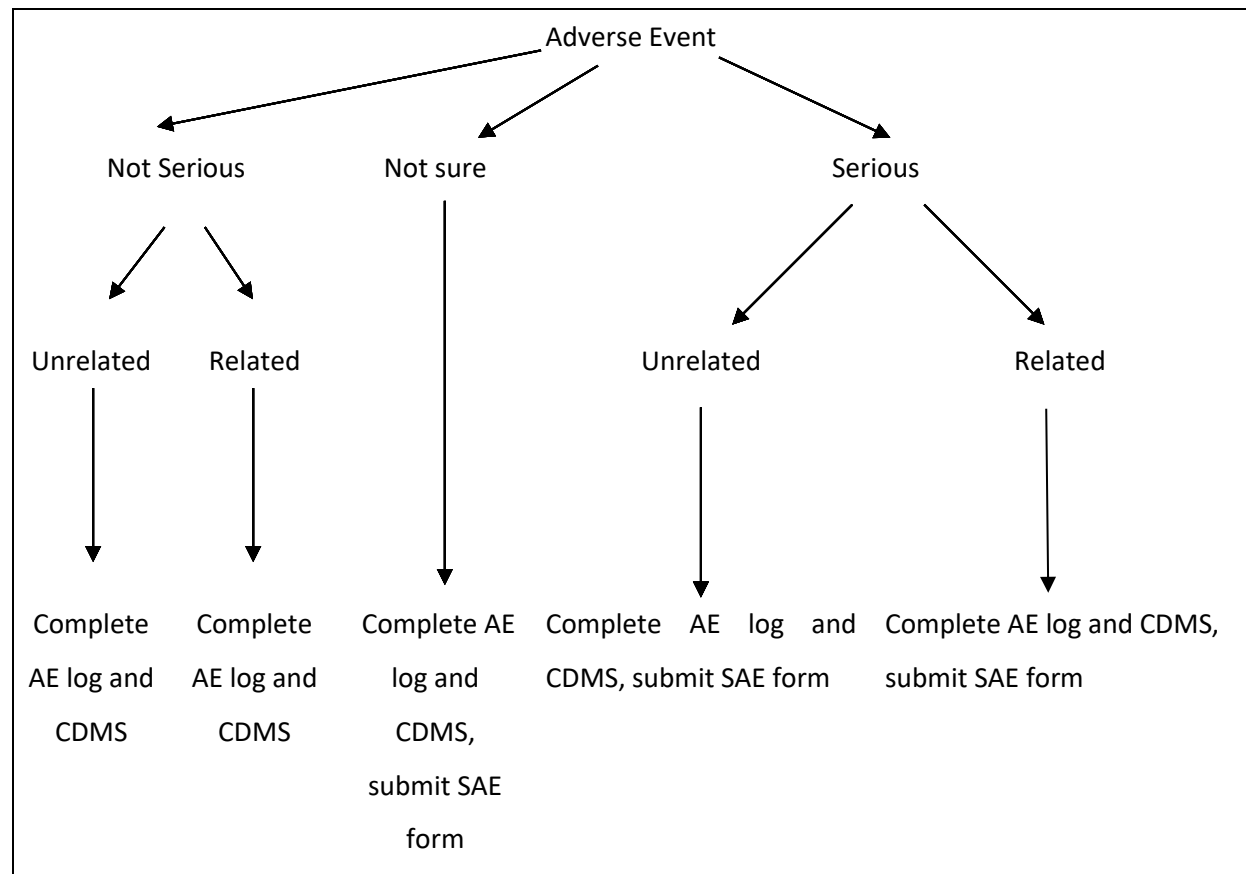 Adverse Event
Not Serious
Not sure
Serious
Unrelated
Related
Unrelated
Related
Complete
AE log and
CDMS
Complete
AE log and
CDMS
Complete AE
log and
CDMS,
submit SAE
form
Complete AE log and
CDMS, submit SAE form
Complete AE log and CDMS,
submit SAE form